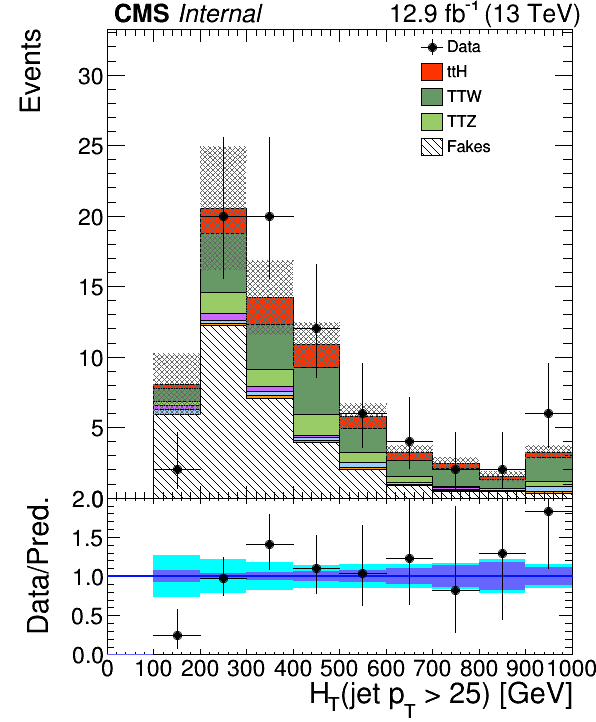 CMS Internal 12.9 fb⁻¹ (13 TeV)
Events
30
25
20
15
10
5
Data
ttH
TTW
TTZ
Fakes
Data/Pred.
2.0
1.5
1.0
0.5
0.0
0 100 200 300 400 500 600 700 800 900 1000
H_T(jet p_T > 25) [GeV]